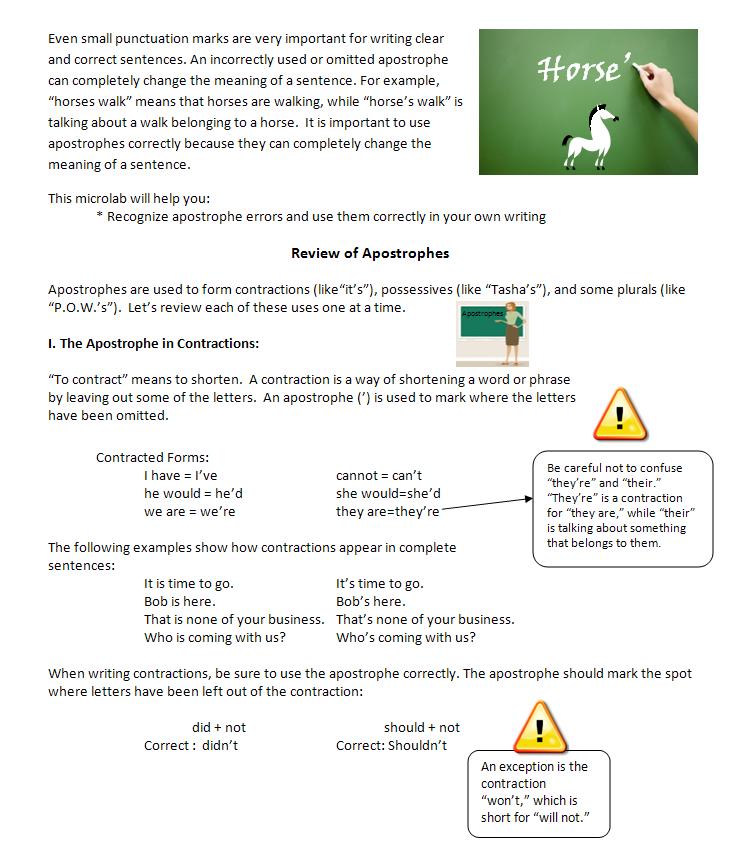 Even small punctuation marks are very important for writing clear
and correct sentences. An incorrectly used or omitted apostrophe
can completely change the meaning of a sentence. For example,
“horses walk” means that horses are walking, while “horse’s walk” is
talking about a walk belonging to a horse.  It is important to use
apostrophes correctly because they can completely change the
meaning of a sentence.
Horse’
This microlab will help you:
* Recognize apostrophe errors and use them correctly in your own writing
Review of Apostrophes
Apostrophes are used to form contractions (like“it’s”), possessives (like “Tasha’s”), and some plurals (like
“P.O.W.’s”).  Let’s review each of these uses one at a time.
Apostrophes
I. The Apostrophe in Contractions:
“To contract” means to shorten.  A contraction is a way of shortening a word or phrase
by leaving out some of the letters.  An apostrophe (’) is used to mark where the letters
have been omitted.
Contracted Forms:
I have = I’ve
cannot = can’t
he would = he’d
she would=she’d
we are = we’re
they are=they’re
Be careful not to confuse
“they’re” and “their.”
“They’re” is a contraction
for “they are,” while “their”
is talking about something
that belongs to them.
The following examples show how contractions appear in complete
sentences:
It is time to go.
It’s time to go.
Bob is here.
Bob’s here.
That is none of your business.
That’s none of your business.
Who is coming with us?
Who’s coming with us?
When writing contractions, be sure to use the apostrophe correctly. The apostrophe should mark the spot
where letters have been left out of the contraction:
did + not
should + not
Correct :  didn’t
Correct: Shouldn’t
An exception is the
contraction
“won’t,” which is
short for “will not.”